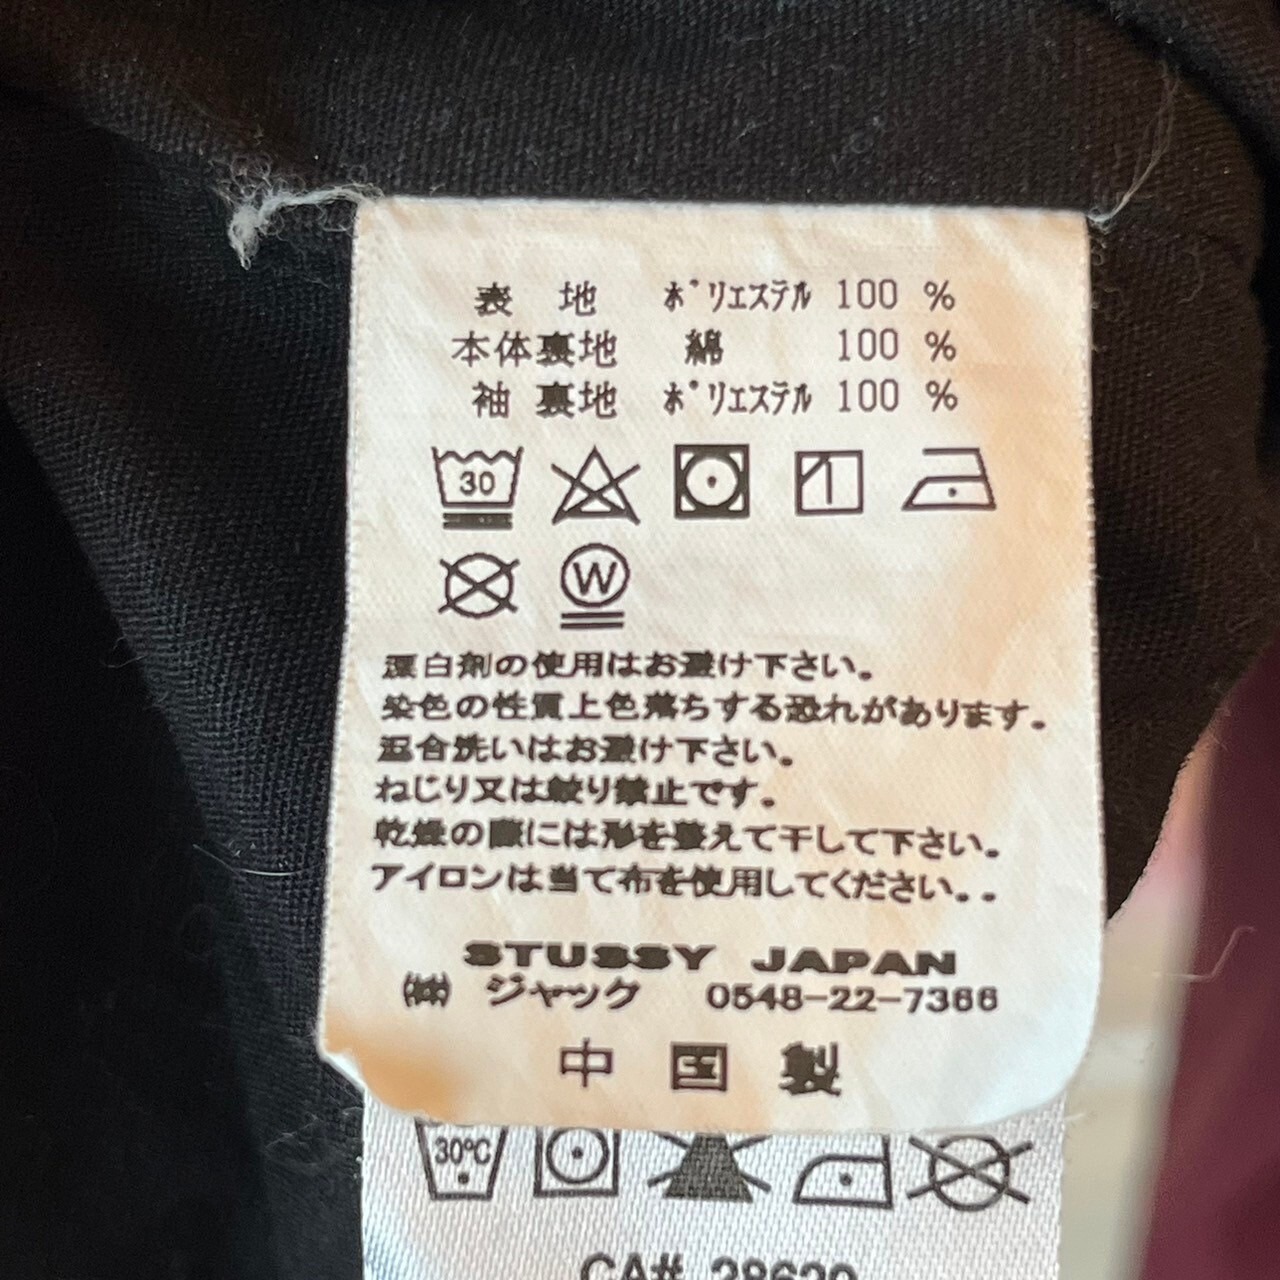 表 地 ポリエステル 100 %
本体裏地 綿 100 %
袖 裏地 ポリエステル 100 %
30
W
漂白剤の使用はお避け下さい。
染色の性質上色落ちする恐れがあります。
混合洗いはお避け下さい。
ねじり又は絞り禁止です。
乾燥の際には形を整えて干して下さい。
アイロンは当て布を使用してください。.
STUSSY JAPAN
㈱ ジャック 0548-22-7366
中 国 製
30℃
CA# 28629